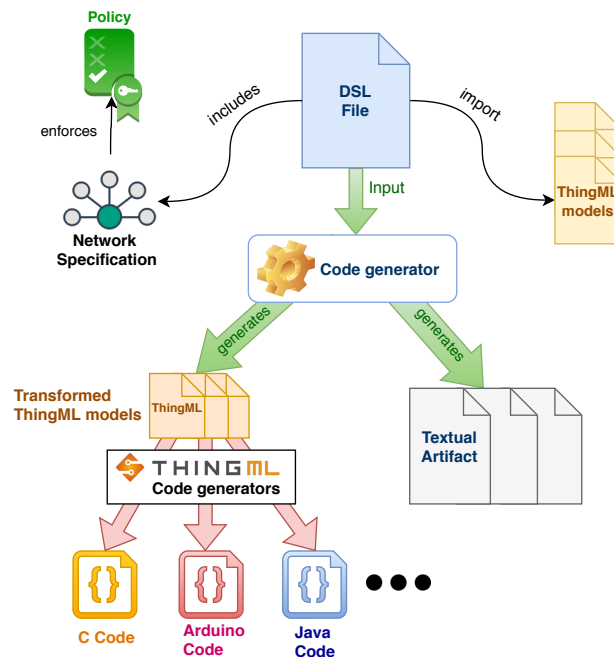 Policy
DSL
File
includes
import
enforces
Input
ThingML
models
Network
Specification
Code generator
generates
generates
Transformed
ThingML models
ThingML
Textual
Artifact
THINGML
Code generators
{}
{}
{}
C Code
Arduino
Code
Java
Code